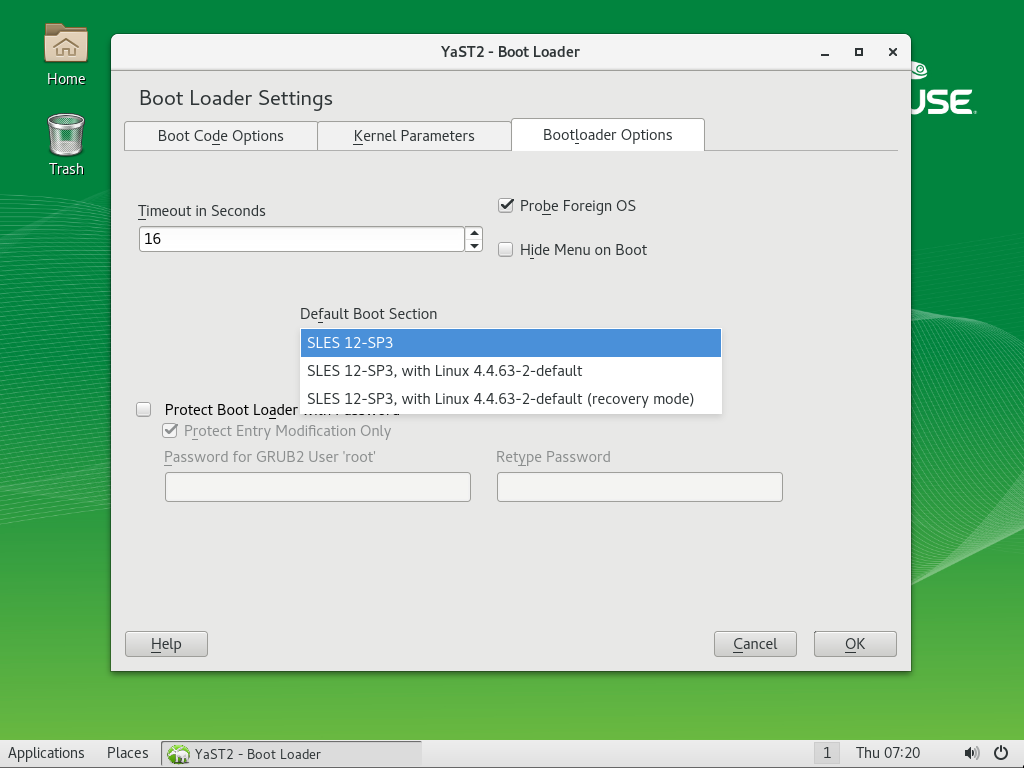 Home
Trash
YaST2 - Boot Loader
USE
Boot Loader Settings
Boot Code Options
Kernel Parameters
Bootloader Options
Timeout in Seconds
16
Probe Foreign OS
Hide Menu on Boot
Default Boot Section
SLES 12-SP3
SLES 12-SP3, with Linux 4.4.63-2-default
SLES 12-SP3, with Linux 4.4.63-2-default (recovery mode)
Protect Boot Loader with Password
Protect Entry Modification Only
Password for GRUB2 User 'root'
Retype Password
Help
Cancel
OK
Applications
Places
YaST2 - Boot Loader
1
Thu 07:20